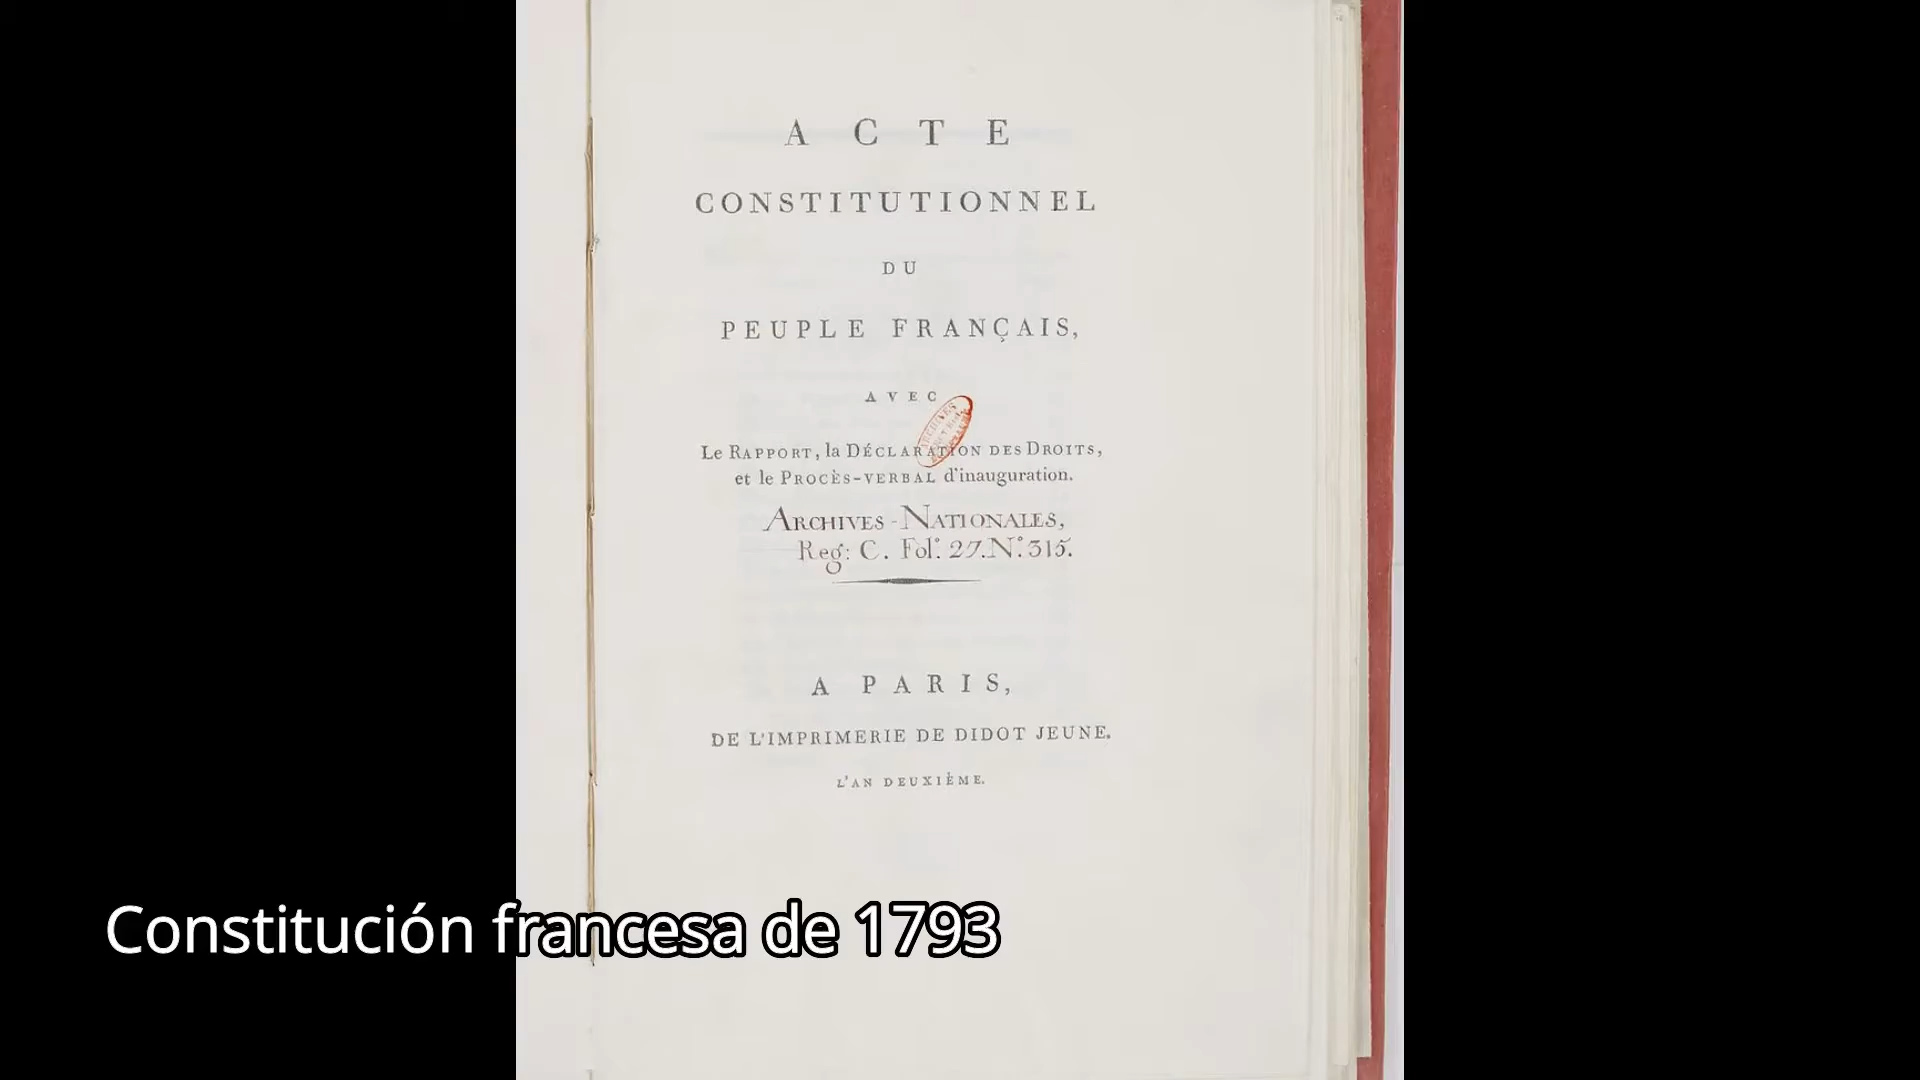 ACTE
CONSTITUTIONNEL
DU
PEUPLE FRANÇAIS,
AVEC
Le RAPPORT, la DÉCLARATION DES DROITS,
et le PROCÈS-VERBAL d'inauguration.
ARCHIVES-NATIONALES,
Reg: C. Fol°. 27. N°. 315.
A PARIS,
DE L'IMPRIMERIE DE DIDOT JEUNE.
L'AN DEUXIÈME.
Constitución francesa de 1793